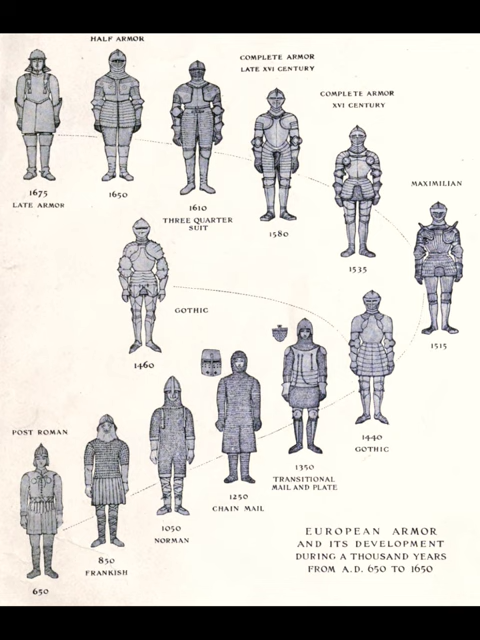 HALF ARMOR
COMPLETE ARMOR
LATE XVI CENTURY
COMPLETE ARMOR
XVI CENTURY
MAXIMILIAN
1675
LATE ARMOR
1650
1610
THREE QUARTER
SUIT
1580
1535
1515
GOTHIC
1460
1440
GOTHIC
1350
TRANSITIONAL
MAIL AND PLATE
1250
CHAIN MAIL
1050
NORMAN
850
FRANKISH
POST ROMAN
650
EUROPEAN ARMOR
AND ITS DEVELOPMENT
DURING A THOUSAND YEARS
FROM A.D. 650 TO 1650